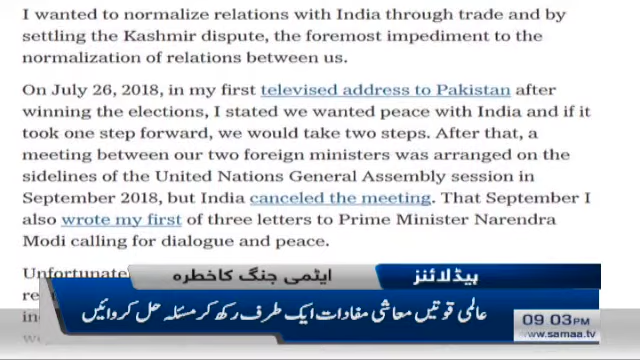 I wanted to normalize relations with India through trade and by
settling the Kashmir dispute, the foremost impediment to the
normalization of relations between us.
On July 26, 2018, in my first televised address to Pakistan after
winning the elections, I stated we wanted peace with India and if it
took one step forward, we would take two steps. After that, a
meeting between our two foreign ministers was arranged on the
sidelines of the United Nations General Assembly session in
September 2018, but India canceled the meeting. That September I
also wrote my first of three letters to Prime Minister Narendra
Modi calling for dialogue and peace.
ایٹمی جنگ کا خطرہ
ہیڈلائنز
عالمی قوتیں معاشی مفادات ایک طرف رکھ کر مسئلہ حل کروائیں
09 03PM
www.samaa.tv